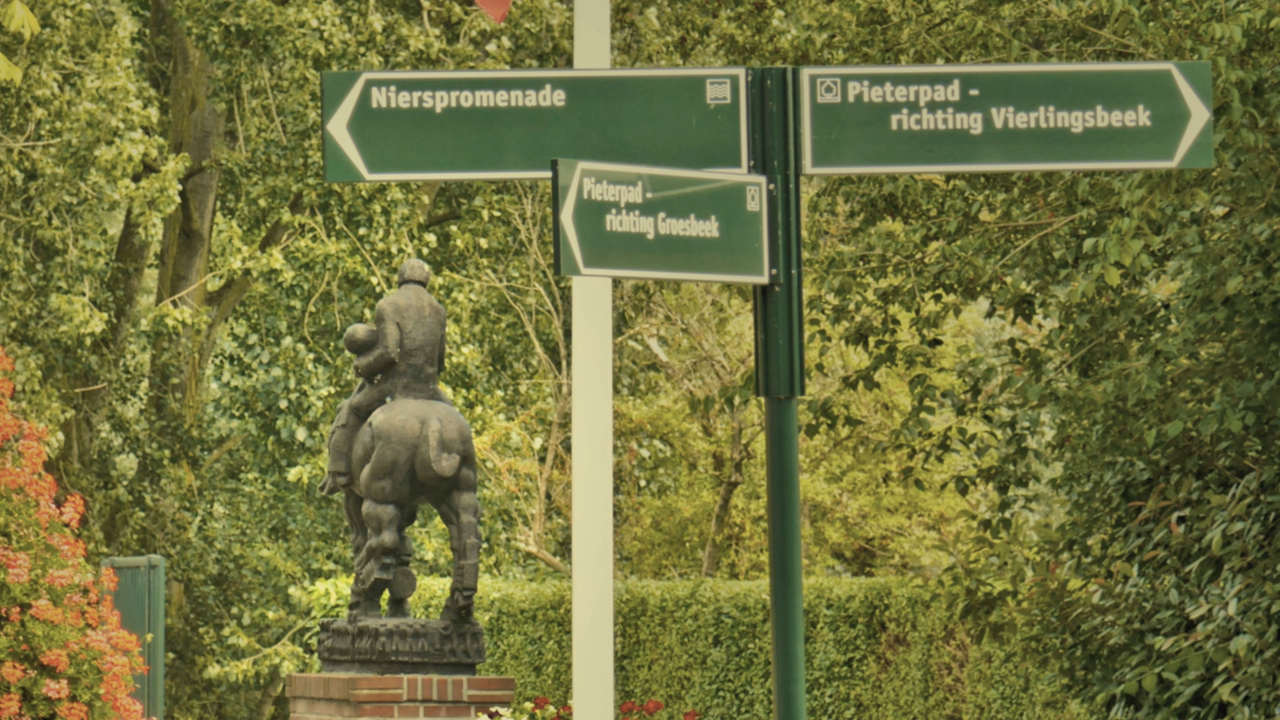 Nierspromenade
Pieterpad -
richting Vierlingsbeek
Pieterpad -
richting Groesbeek